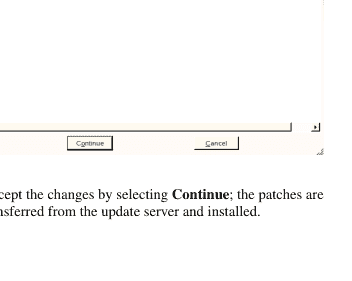 Continue Cancel
cept the changes by selecting Continue; the patches are
nsferred from the update server and installed.